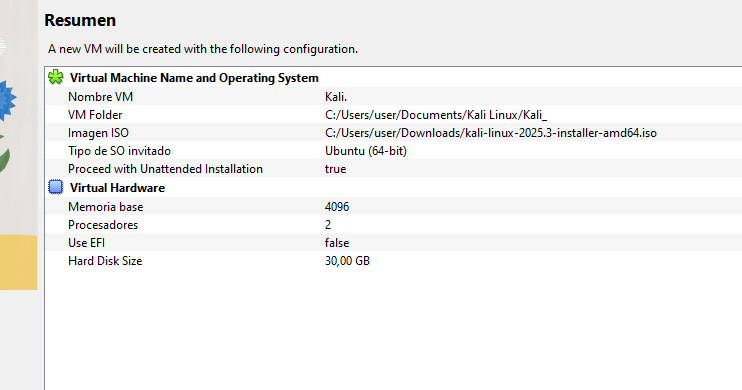 Resumen
A new VM will be created with the following configuration.
Virtual Machine Name and Operating System
Nombre VM Kali.
VM Folder C:/Users/user/Documents/Kali Linux/Kali_
Imagen ISO C:/Users/user/Downloads/kali-linux-2025.3-installer-amd64.iso
Tipo de SO invitado Ubuntu (64-bit)
Proceed with Unattended Installation true
Virtual Hardware
Memoria base 4096
Procesadores 2
Use EFI false
Hard Disk Size 30,00 GB